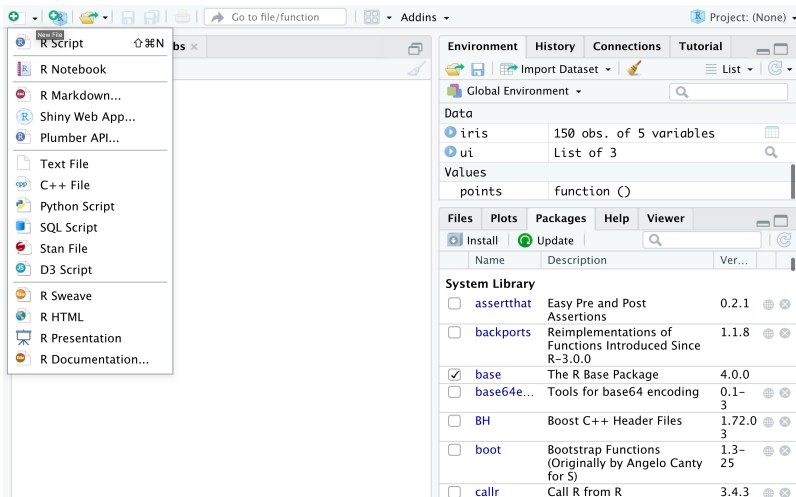 Go to file/function
Addins
Project: (None)
New File
R Script ⇧⌘N
bs ×
R Notebook
R Markdown...
Shiny Web App...
Plumber API...
Text File
C++ File
Python Script
SQL Script
Stan File
D3 Script
R Sweave
R HTML
R Presentation
R Documentation...
Environment History Connections Tutorial
Import Dataset List
Global Environment
Data
iris 150 obs. of 5 variables
ui List of 3
Values
points function ()
Files Plots Packages Help Viewer
Install Update
Name Description Ver...
System Library
assertthat Easy Pre and Post 0.2.1
Assertions
backports Reimplementations of 1.1.8
Functions Introduced Since
R-3.0.0
base The R Base Package 4.0.0
base64e... Tools for base64 encoding 0.1-
3
BH Boost C++ Header Files 1.72.0
3
boot Bootstrap Functions 1.3-
(Originally by Angelo Canty 25
for S)
callr Call R from R 3.4.3